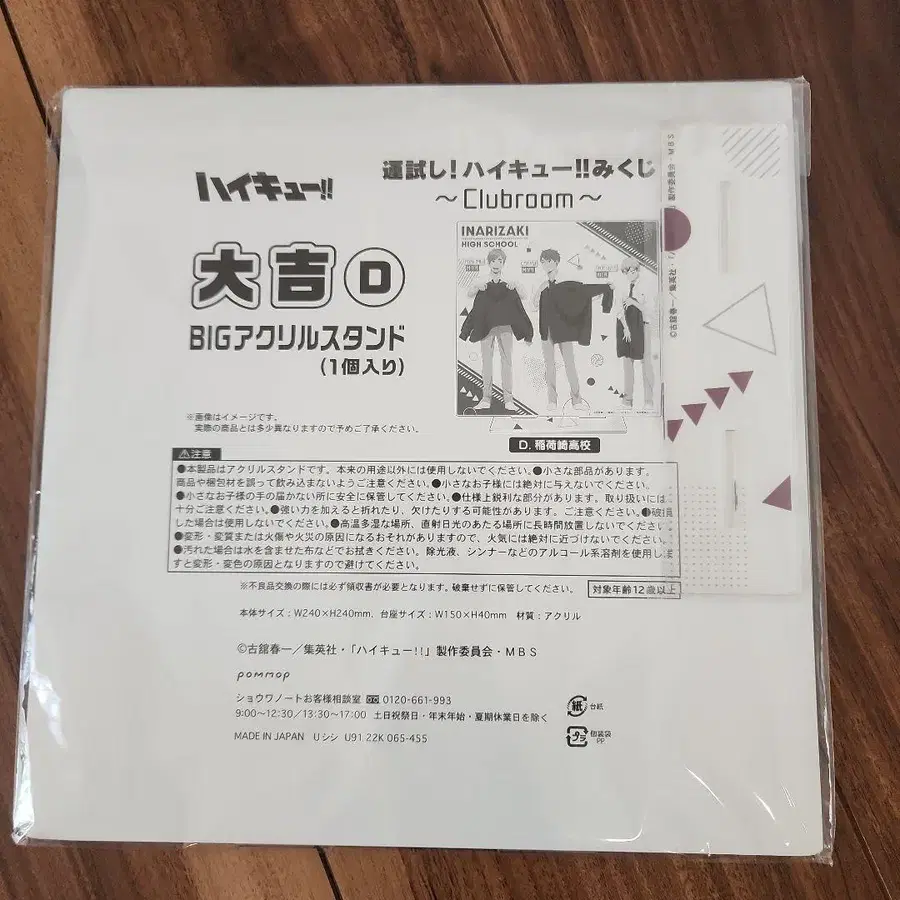 ハイキュー!!
運試し!ハイキュー!!みくじ
～Clubroom～
大吉 D
BIGアクリルスタンド
(1個入り)
INARIZAKI
HIGH SCHOOL
D. 稲荷崎高校
※画像はイメージです。
実際の商品とは多少異なりますので予めご了承ください。
⚠注意
●本製品はアクリルスタンドです。本来の用途以外には使用しないでください。●小さな部品があります。
商品や梱包材を誤って飲み込まないようご注意ください。●小さなお子様には絶対に与えないでください。
●小さなお子様の手の届かない所に安全に保管してください。●仕様上鋭利な部分があります。取り扱いには
十分ご注意ください。●強い力を加えると折れたり、欠けたりする可能性があります。ご注意ください。●破損
した場合は使用しないでください。●高温多湿な場所、直射日光のあたる場所に長時間放置しないでください。
●変形・変質または火傷や火災の原因になるおそれがありますので、火気には絶対に近づけないでください。
●汚れた場合は水を含ませた布などでお拭きください。除光液、シンナーなどのアルコール系溶剤を使用しま
すと変形・変色の原因となりますので避けてください。
※不良品交換の際には必ず領収書が必要となります。破棄せずに保管してください。
対象年齢12歳以上
本体サイズ：W240×H240mm、台座サイズ：W150×H40mm 材質：アクリル
©古舘春一／集英社・「ハイキュー!!」製作委員会・MBS
pommop
ショウワノートお客様相談室 0120-661-993
9:00～12:30/13:30～17:00 土日祝祭日・年末年始・夏期休業日を除く
MADE IN JAPAN Uシシ U91 22K 065-455
紙 台紙
プラ 個装袋
PP
©古舘春一／集英社・「 製作委員会・MBS